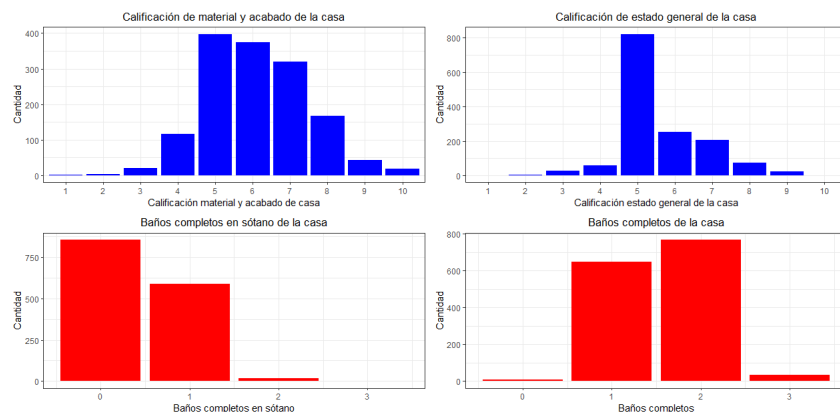 Calificación de material y acabado de la casa
400
300
200
100
0
Cantidad
1 2 3 4 5 6 7 8 9 10
Calificación material y acabado de casa
Calificación de estado general de la casa
800
600
400
200
0
Cantidad
1 2 3 4 5 6 7 8 9 10
Calificación estado general de la casa
Baños completos en sótano de la casa
750
500
250
0
Cantidad
0 1 2 3
Baños completos en sótano
Baños completos de la casa
800
600
400
200
0
Cantidad
0 1 2 3
Baños completos